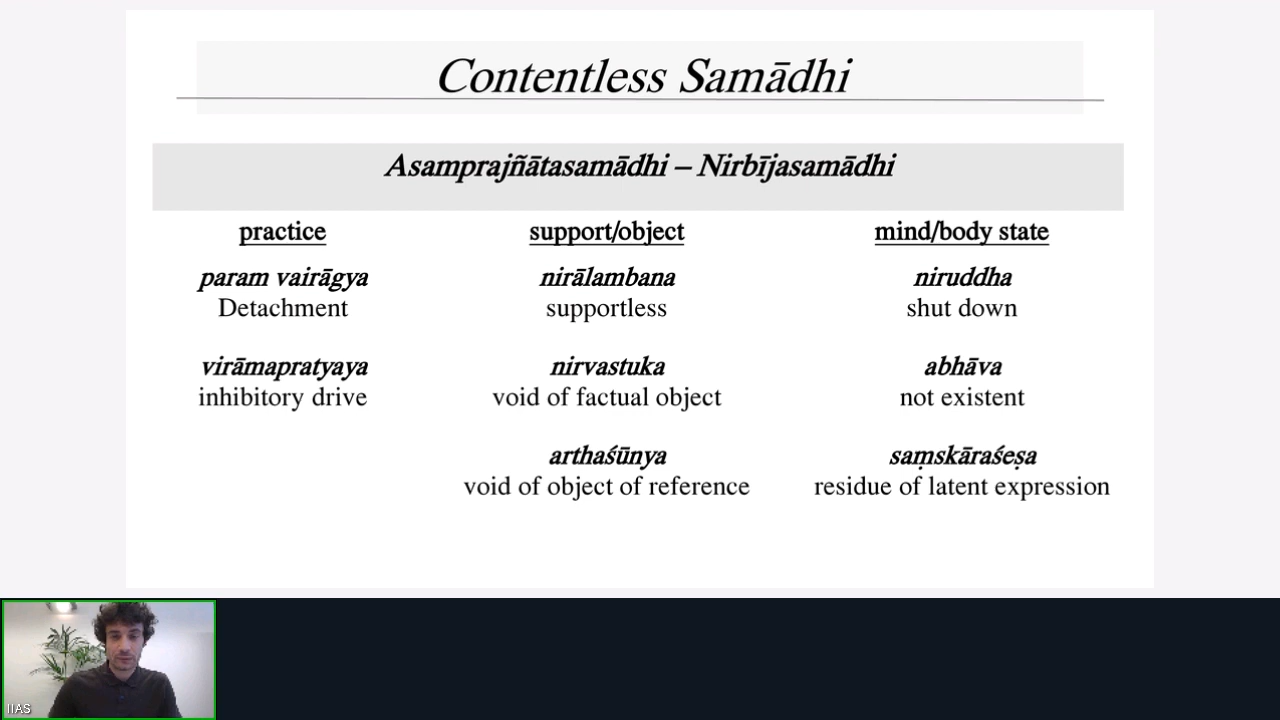 Contentless Samādhi
Asamprajñātasamādhi – Nirbījasamādhi
practice
support/object
mind/body state
param vairāgya
Detachment
nirālambana
supportless
niruddha
shut down
virāmapratyaya
inhibitory drive
nirvastuka
void of factual object
abhāva
not existent
arthaśūnya
void of object of reference
saṃskāraśeṣa
residue of latent expression
IIAS